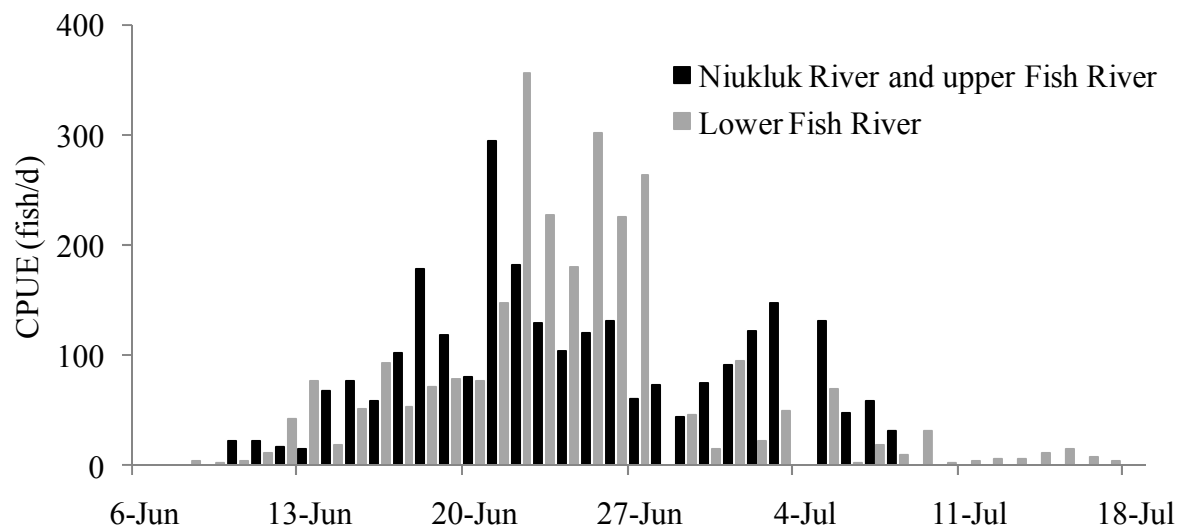 400
300
200
100
0
CPUE (fish/d)
Niukluk River and upper Fish River
Lower Fish River
6-Jun 13-Jun 20-Jun 27-Jun 4-Jul 11-Jul 18-Jul